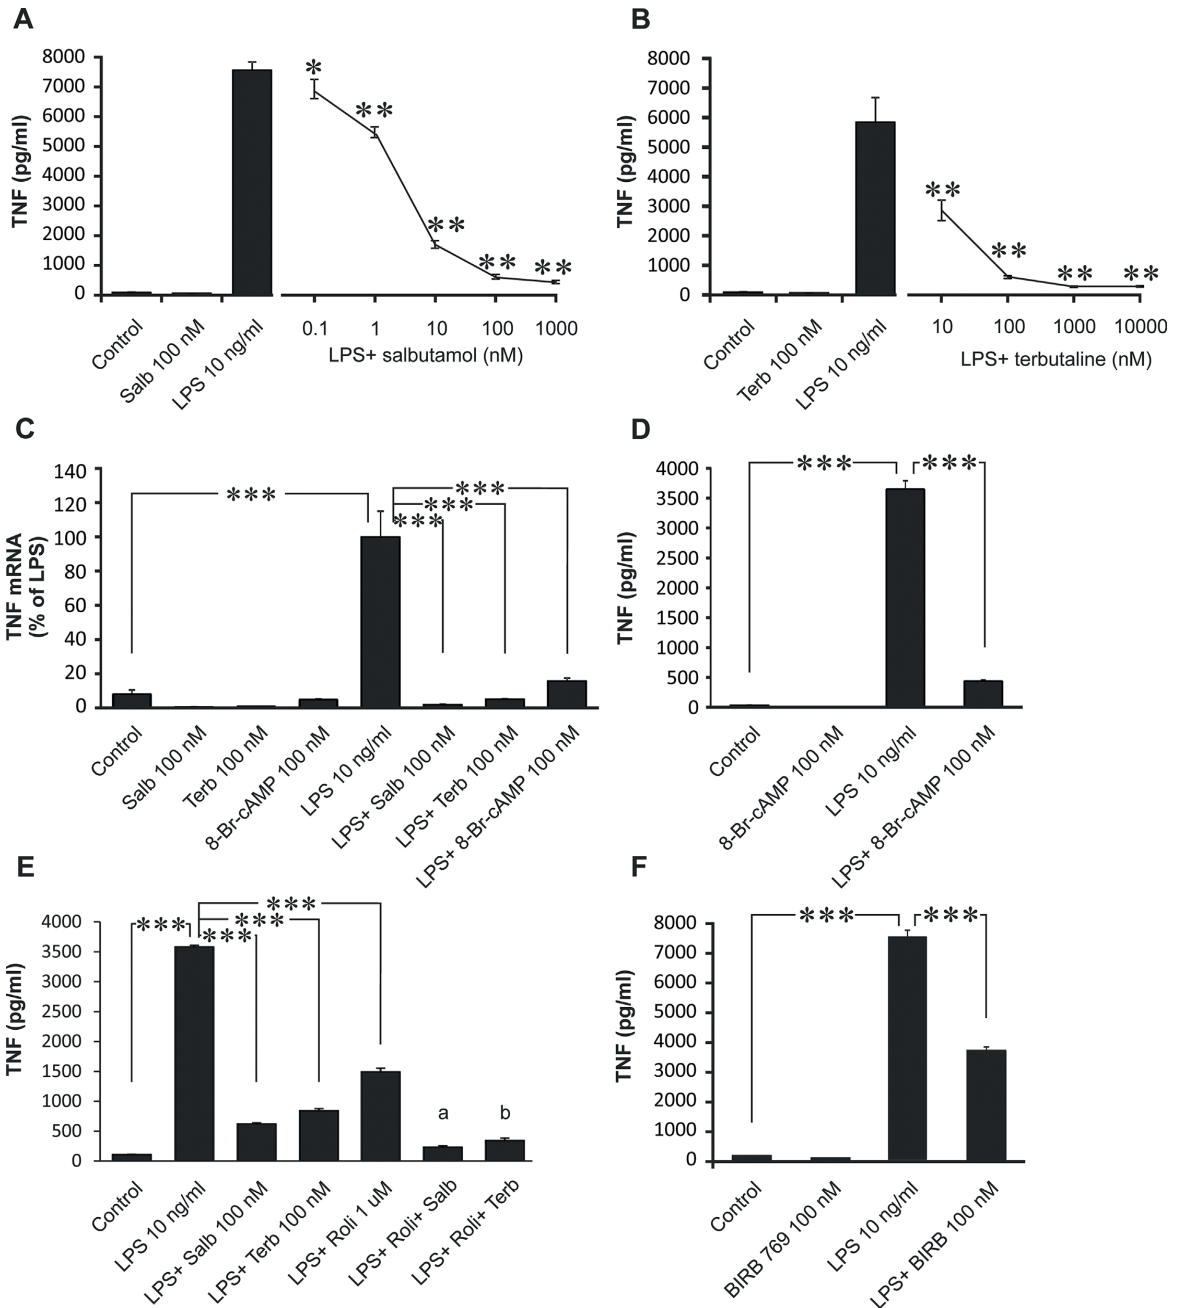 A
TNF (pg/ml)
8000
7000
6000
5000
4000
3000
2000
1000
0
*
**
**
**
**
Control
Salb 100 nM
LPS 10 ng/ml
0.1 1 10 100 1000
LPS+ salbutamol (nM)
B
TNF (pg/ml)
8000
7000
6000
5000
4000
3000
2000
1000
0
**
**
**
**
Control
Terb 100 nM
LPS 10 ng/ml
10 100 1000 10000
LPS+ terbutaline (nM)
C
TNF mRNA
(% of LPS)
140
120
100
80
60
40
20
0
***
***
***
***
Control
Salb 100 nM
Terb 100 nM
8-Br-cAMP 100 nM
LPS 10 ng/ml
LPS+ Salb 100 nM
LPS+ Terb 100 nM
LPS+ 8-Br-cAMP 100 nM
D
TNF (pg/ml)
4000
3500
3000
2500
2000
1500
1000
500
0
*** ***
Control
8-Br-cAMP 100 nM
LPS 10 ng/ml
LPS+ 8-Br-cAMP 100 nM
E
TNF (pg/ml)
4000
3500
3000
2500
2000
1500
1000
500
0
***
***
***
***
a
b
Control
LPS 10 ng/ml
LPS+ Salb 100 nM
LPS+ Terb 100 nM
LPS+ Roli 1 uM
LPS+ Roli+ Salb
LPS+ Roli+ Terb
F
TNF (pg/ml)
8000
7000
6000
5000
4000
3000
2000
1000
0
*** ***
Control
BIRB 769 100 nM
LPS 10 ng/ml
LPS+ BIRB 100 nM